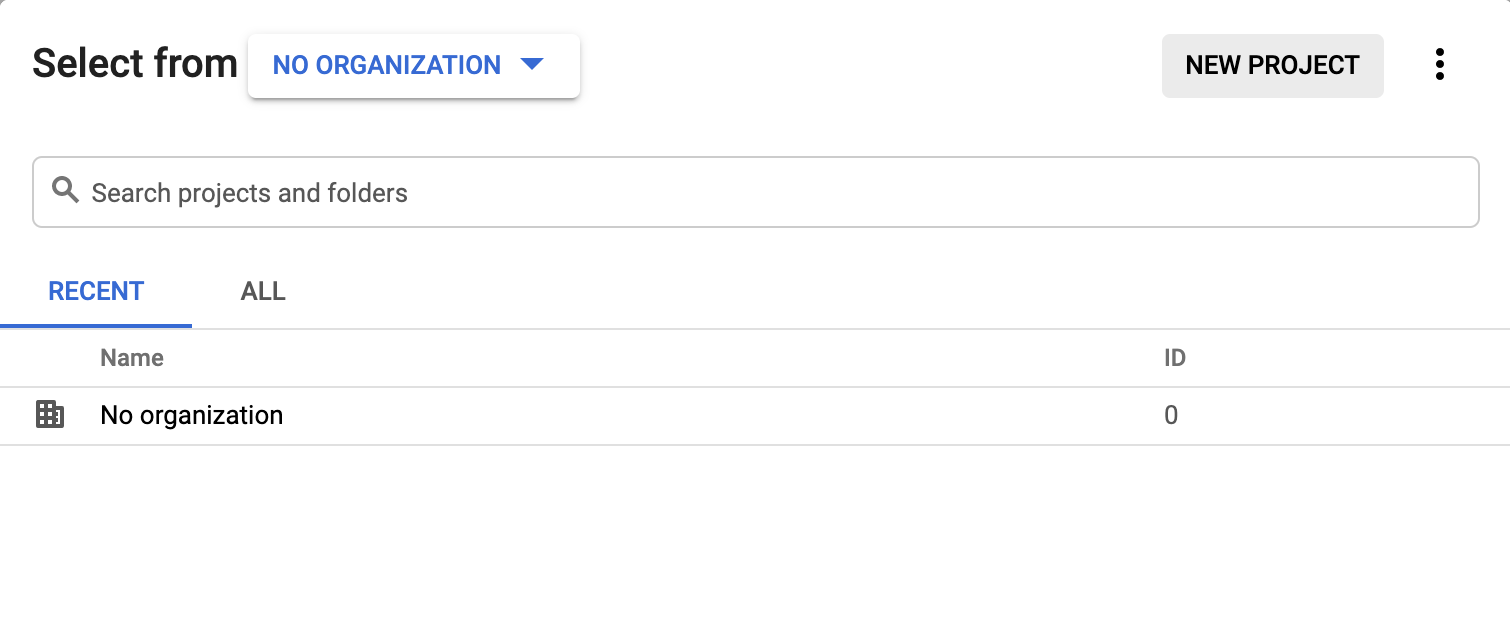 Select from NO ORGANIZATION NEW PROJECT
Search projects and folders
RECENT ALL
Name ID
No organization 0